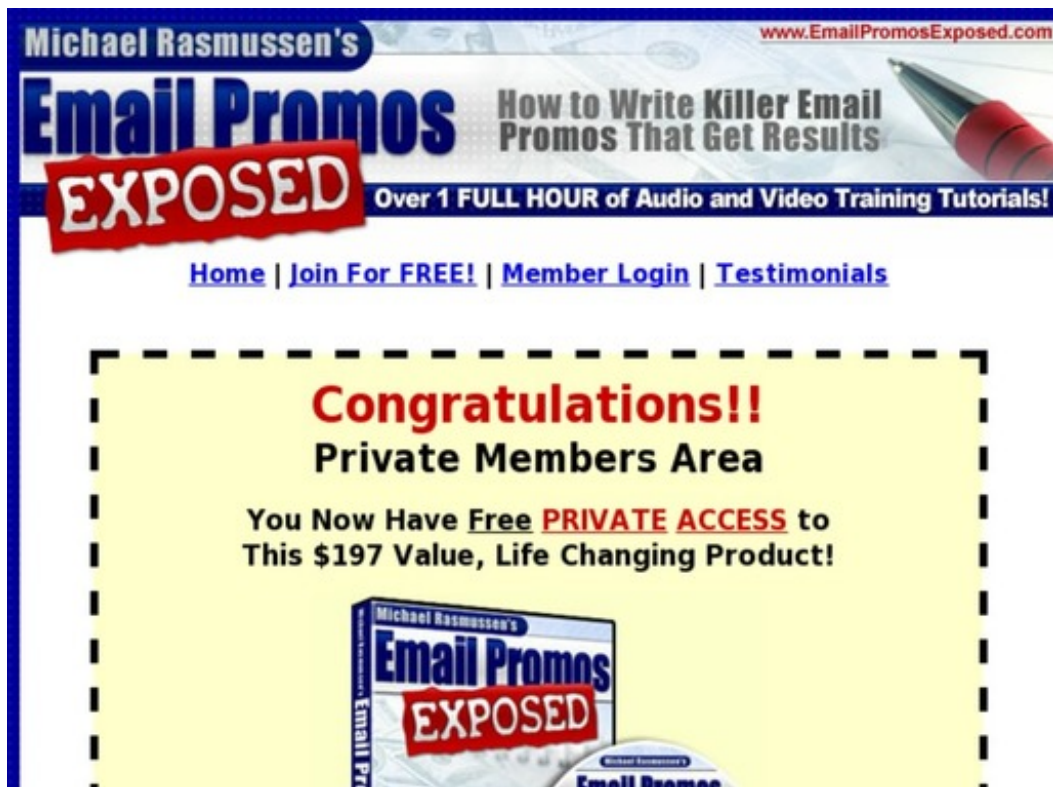 Michael Rasmussen's
www.EmailPromosExposed.com
Email Promos
EXPOSED
How to Write Killer Email
Promos That Get Results
Over 1 FULL HOUR of Audio and Video Training Tutorials!
Home | Join For FREE! | Member Login | Testimonials
Congratulations!!
Private Members Area
You Now Have Free PRIVATE ACCESS to
This $197 Value, Life Changing Product!
Michael Rasmussen's
Email Promos
EXPOSED
Michael Rasmussen's
Email Promos